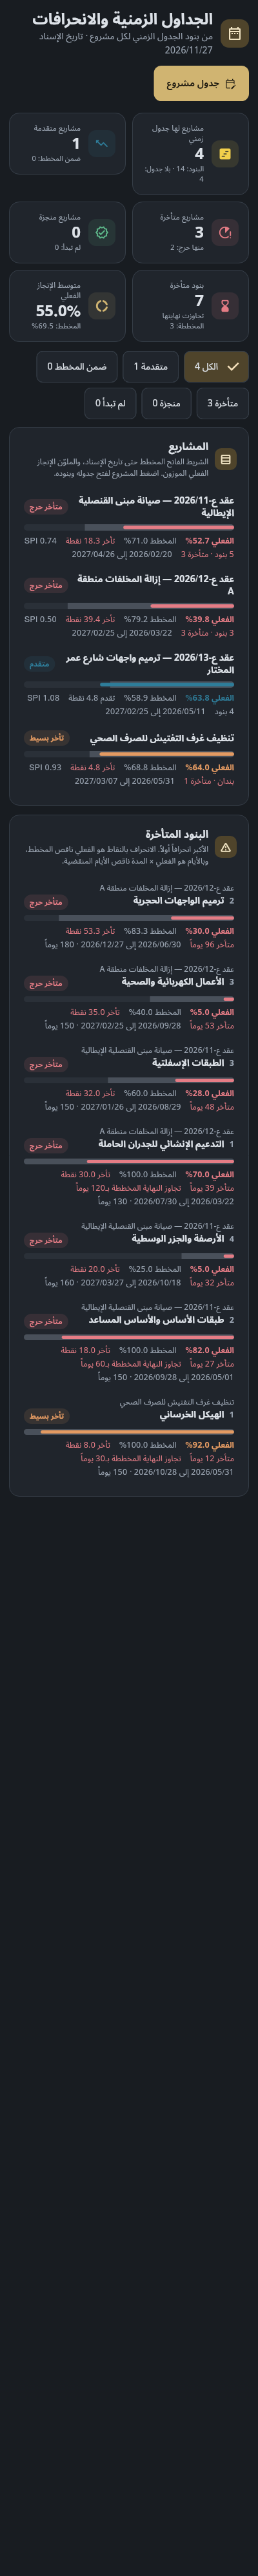 الجداول الزمنية والانحرافات
من بنود الجدول الزمني لكل مشروع · تاريخ الإسناد
2026/11/27
جدول مشروع
مشاريع لها جدول
زمني
4
البنود: 14 · بلا جدول:
4
مشاريع متقدمة
1
ضمن المخطط: 0
مشاريع متأخرة
3
منها حرج: 2
مشاريع منجزة
0
لم تبدأ: 0
بنود متأخرة
7
تجاوزت نهايتها
المخططة: 3
متوسط الإنجاز
الفعلي
55.0%
المخطط: 69.5%
الكل 4
متقدمة 1
ضمن المخطط 0
متأخرة 3
منجزة 0
لم تبدأ 0
المشاريع
الشريط الفاتح المخطط حتى تاريخ الإسناد، والملوّن الإنجاز
الفعلي الموزون. اضغط المشروع لفتح جدوله وبنوده.
عقد ع-2026/11 — صيانة مبنى القنصلية
الإيطالية
متأخر حرج
الفعلي 52.7% المخطط 71.0% تأخر 18.3 نقطة SPI 0.74
5 بنود · متأخرة 3 2026/02/20 إلى 2027/04/26
عقد ع-2026/12 — إزالة المخلفات منطقة
A
متأخر حرج
الفعلي 39.8% المخطط 79.2% تأخر 39.4 نقطة SPI 0.50
3 بنود · متأخرة 3 2026/03/22 إلى 2027/02/25
عقد ع-2026/13 — ترميم واجهات شارع عمر
المختار
متقدم
الفعلي 63.8% المخطط 58.9% تقدم 4.8 نقطة SPI 1.08
4 بنود 2026/05/11 إلى 2027/02/25
تنظيف غرف التفتيش للصرف الصحي
تأخر بسيط
الفعلي 64.0% المخطط 68.8% تأخر 4.8 نقطة SPI 0.93
بندان · متأخرة 1 2026/05/31 إلى 2027/03/07
البنود المتأخرة
الأكبر انحرافاً أولاً. الانحراف بالنقاط هو الفعلي ناقص المخطط،
وبالأيام هو الفعلي × المدة ناقص الأيام المنقضية.
عقد ع-2026/12 — إزالة المخلفات منطقة A
2 ترميم الواجهات الحجرية
متأخر حرج
الفعلي 30.0% المخطط 83.3% تأخر 53.3 نقطة
متأخر 96 يوماً 2026/06/30 إلى 2026/12/27 · 180 يوماً
عقد ع-2026/12 — إزالة المخلفات منطقة A
3 الأعمال الكهربائية والصحية
متأخر حرج
الفعلي 5.0% المخطط 40.0% تأخر 35.0 نقطة
متأخر 53 يوماً 2026/09/28 إلى 2027/02/25 · 150 يوماً
عقد ع-2026/11 — صيانة مبنى القنصلية الإيطالية
3 الطبقات الإسفلتية
متأخر حرج
الفعلي 28.0% المخطط 60.0% تأخر 32.0 نقطة
متأخر 48 يوماً 2026/08/29 إلى 2027/01/26 · 150 يوماً
عقد ع-2026/12 — إزالة المخلفات منطقة A
1 التدعيم الإنشائي للجدران الحاملة
متأخر حرج
الفعلي 70.0% المخطط 100.0% تأخر 30.0 نقطة
متأخر 39 يوماً تجاوز النهاية المخططة بـ120 يوماً
2026/03/22 إلى 2026/07/30 · 130 يوماً
عقد ع-2026/11 — صيانة مبنى القنصلية الإيطالية
4 الأرصفة والجزر الوسطية
متأخر حرج
الفعلي 5.0% المخطط 25.0% تأخر 20.0 نقطة
متأخر 32 يوماً 2026/10/18 إلى 2027/03/27 · 160 يوماً
عقد ع-2026/11 — صيانة مبنى القنصلية الإيطالية
2 طبقات الأساس والأساس المساعد
متأخر حرج
الفعلي 82.0% المخطط 100.0% تأخر 18.0 نقطة
متأخر 27 يوماً تجاوز النهاية المخططة بـ60 يوماً
2026/05/01 إلى 2026/09/28 · 150 يوماً
تنظيف غرف التفتيش للصرف الصحي
1 الهيكل الخرساني
تأخر بسيط
الفعلي 92.0% المخطط 100.0% تأخر 8.0 نقطة
متأخر 12 يوماً تجاوز النهاية المخططة بـ30 يوماً
2026/05/31 إلى 2026/10/28 · 150 يوماً